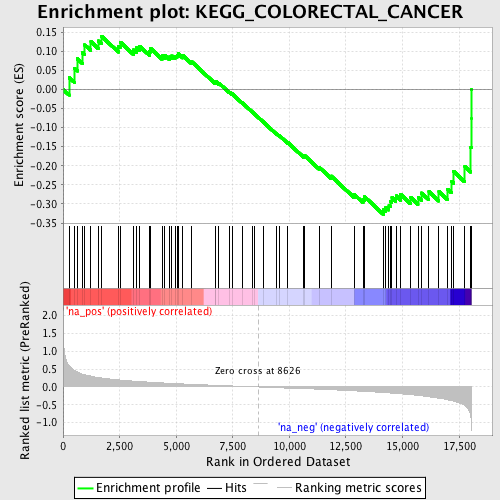 Enrichment plot: KEGG_COLORECTAL_CANCER
Enrichment score (ES)
0.15
0.10
0.05
0.00
-0.05
-0.10
-0.15
-0.20
-0.25
-0.30
-0.35
'na_pos' (positively correlated)
Ranked list metric (PreRanked)
2.0
1.5
1.0
0.5
0.0
-0.5
-1.0
Zero cross at 8626
'na_neg' (negatively correlated)
0
2,500
5,000
7,500
10,000
12,500
15,000
17,500
Rank in Ordered Dataset
Enrichment profile
Hits
Ranking metric scores